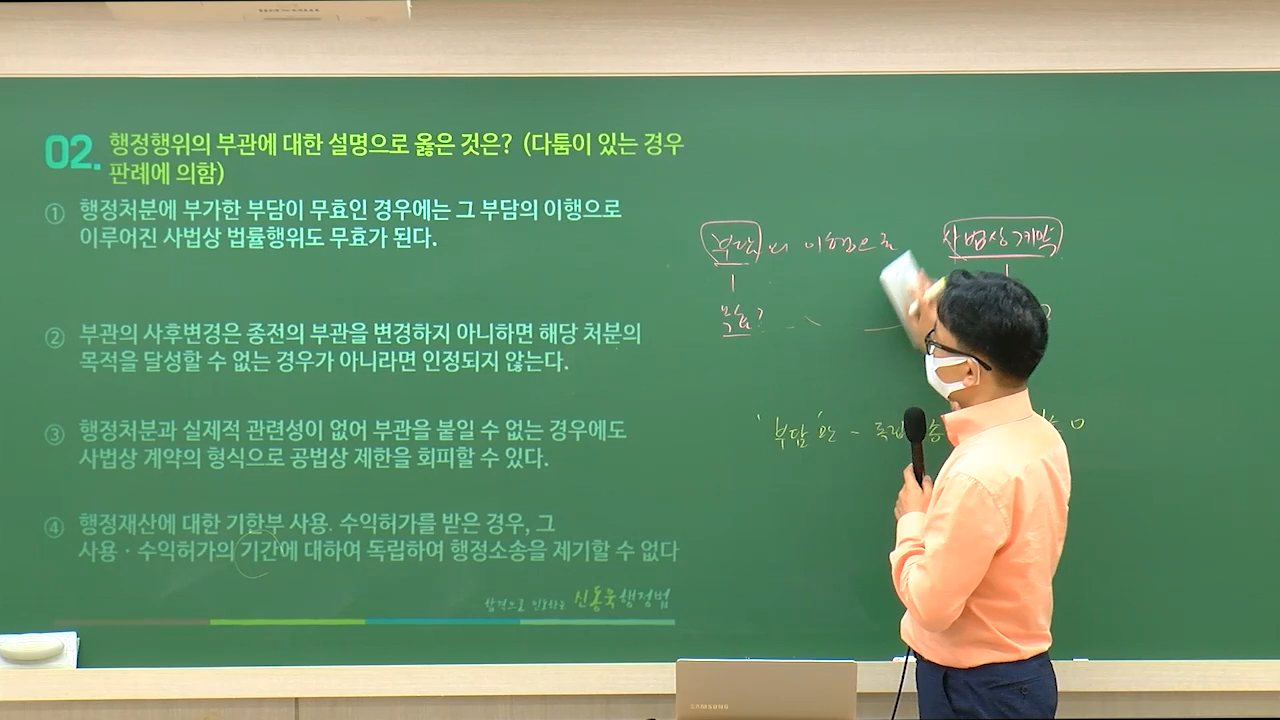 02. 행정행위의 부관에 대한 설명으로 옳은 것은? (다툼이 있는 경우
판례에 의함)
① 행정처분에 부가한 부담이 무효인 경우에는 그 부담의 이행으로
이루어진 사법상 법률행위도 무효가 된다.
② 부관의 사후변경은 종전의 부관을 변경하지 아니하면 해당 처분의
목적을 달성할 수 없는 경우가 아니라면 인정되지 않는다.
③ 행정처분과 실제적 관련성이 없어 부관을 붙일 수 없는 경우에도
사법상 계약의 형식으로 공법상 제한을 회피할 수 있다.
④ 행정재산에 대한 기한부 사용·수익허가를 받은 경우, 그
사용·수익허가의 기간에 대하여 독립하여 행정소송을 제기할 수 없다
신동욱행정법
부담의 이행으로 사법상계약
'부담'만 - 독립
SAMSUNG